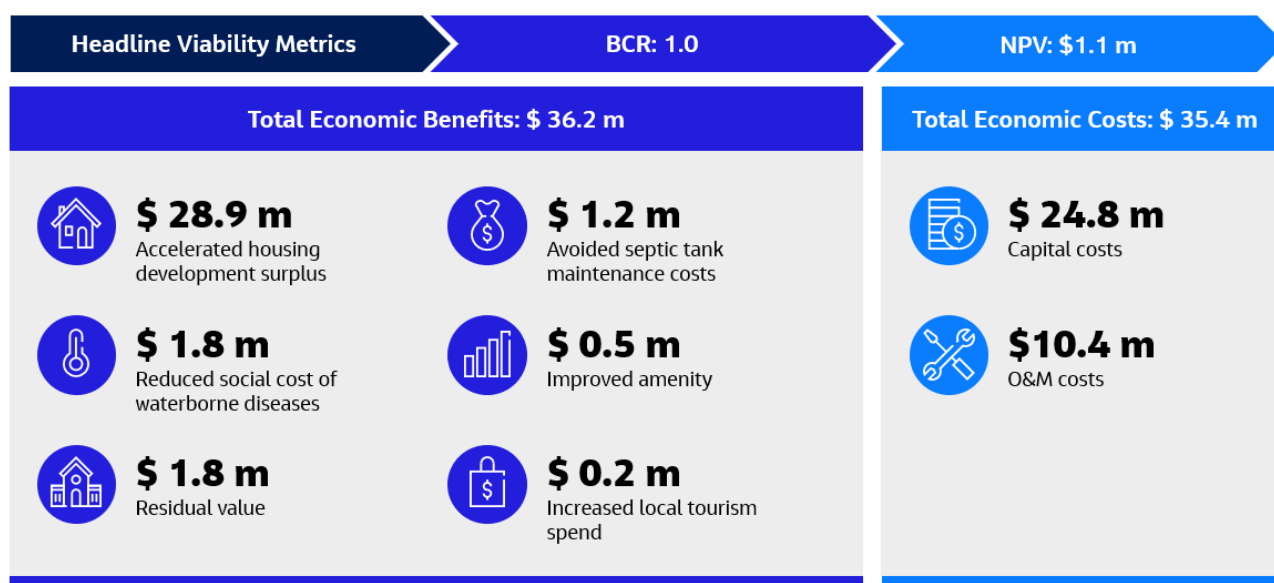 Headline Viability Metrics
BCR: 1.0
NPV: $1.1 m
Total Economic Benefits: $ 36.2 m
Total Economic Costs: $ 35.4 m
$ 28.9 m
Accelerated housing
development surplus
$ 1.2 m
Avoided septic tank
maintenance costs
$ 24.8 m
Capital costs
$ 1.8 m
Reduced social cost of
waterborne diseases
$ 0.5 m
Improved amenity
$10.4 m
O&M costs
$ 1.8 m
Residual value
$ 0.2 m
Increased local tourism
spend